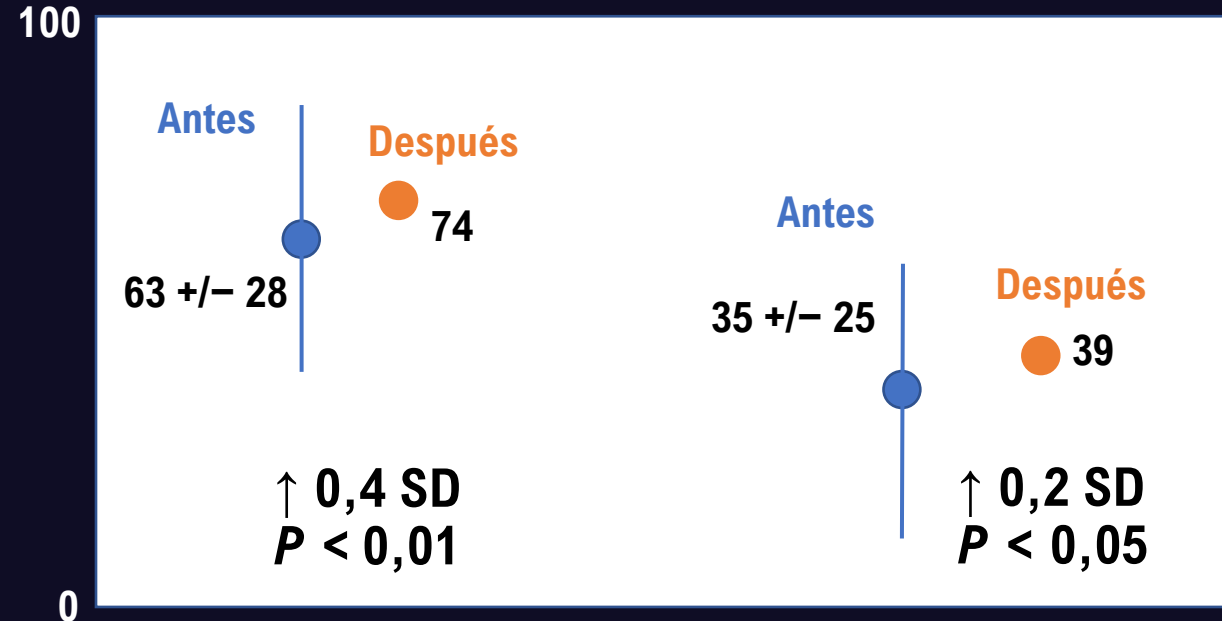 100
Antes
Después
74
63 +/− 28
Antes
Después
35 +/− 25
39
↑ 0,4 SD
P < 0,01
↑ 0,2 SD
P < 0,05
0